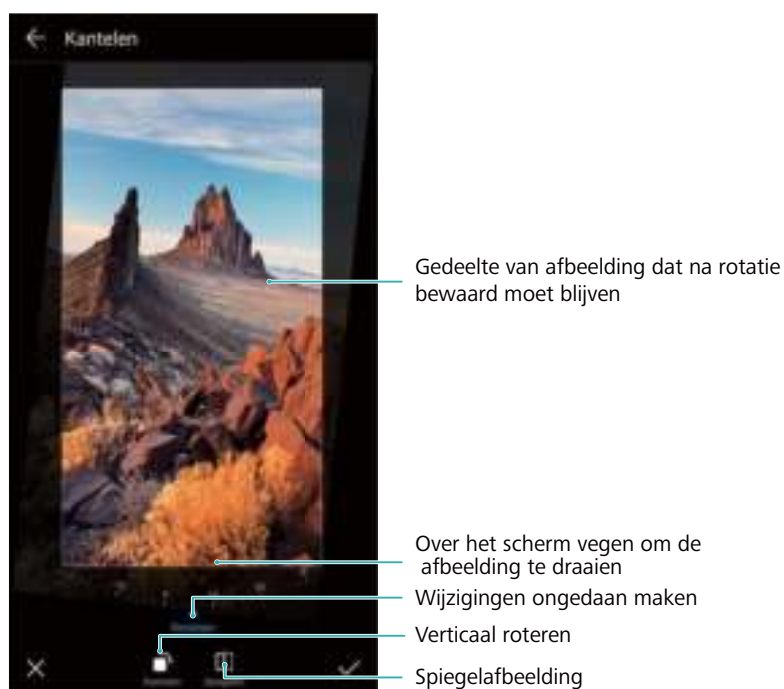 Kantelen
Gedeelte van afbeelding dat na rotatie
bewaard moet blijven
Over het scherm vegen om de
afbeelding te draaien
Wijzigingen ongedaan maken
Verticaal roteren
Spiegelafbeelding